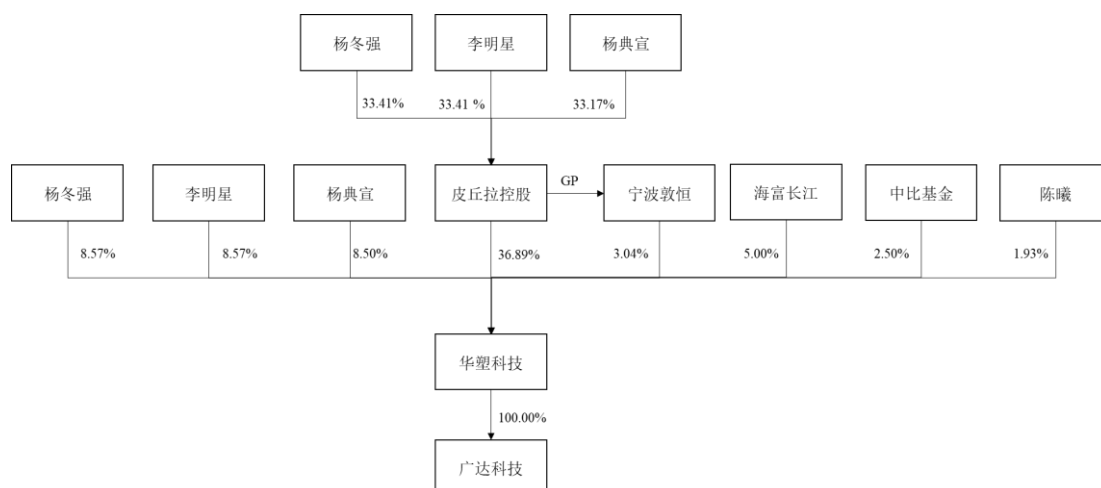 杨冬强
李明星
杨典宣
33.41%
33.41 %
33.17%
杨冬强
李明星
杨典宣
皮丘拉控股
GP
宁波敦恒
海富长江
中比基金
陈曦
8.57%
8.57%
8.50%
36.89%
3.04%
5.00%
2.50%
1.93%
华塑科技
100.00%
广达科技